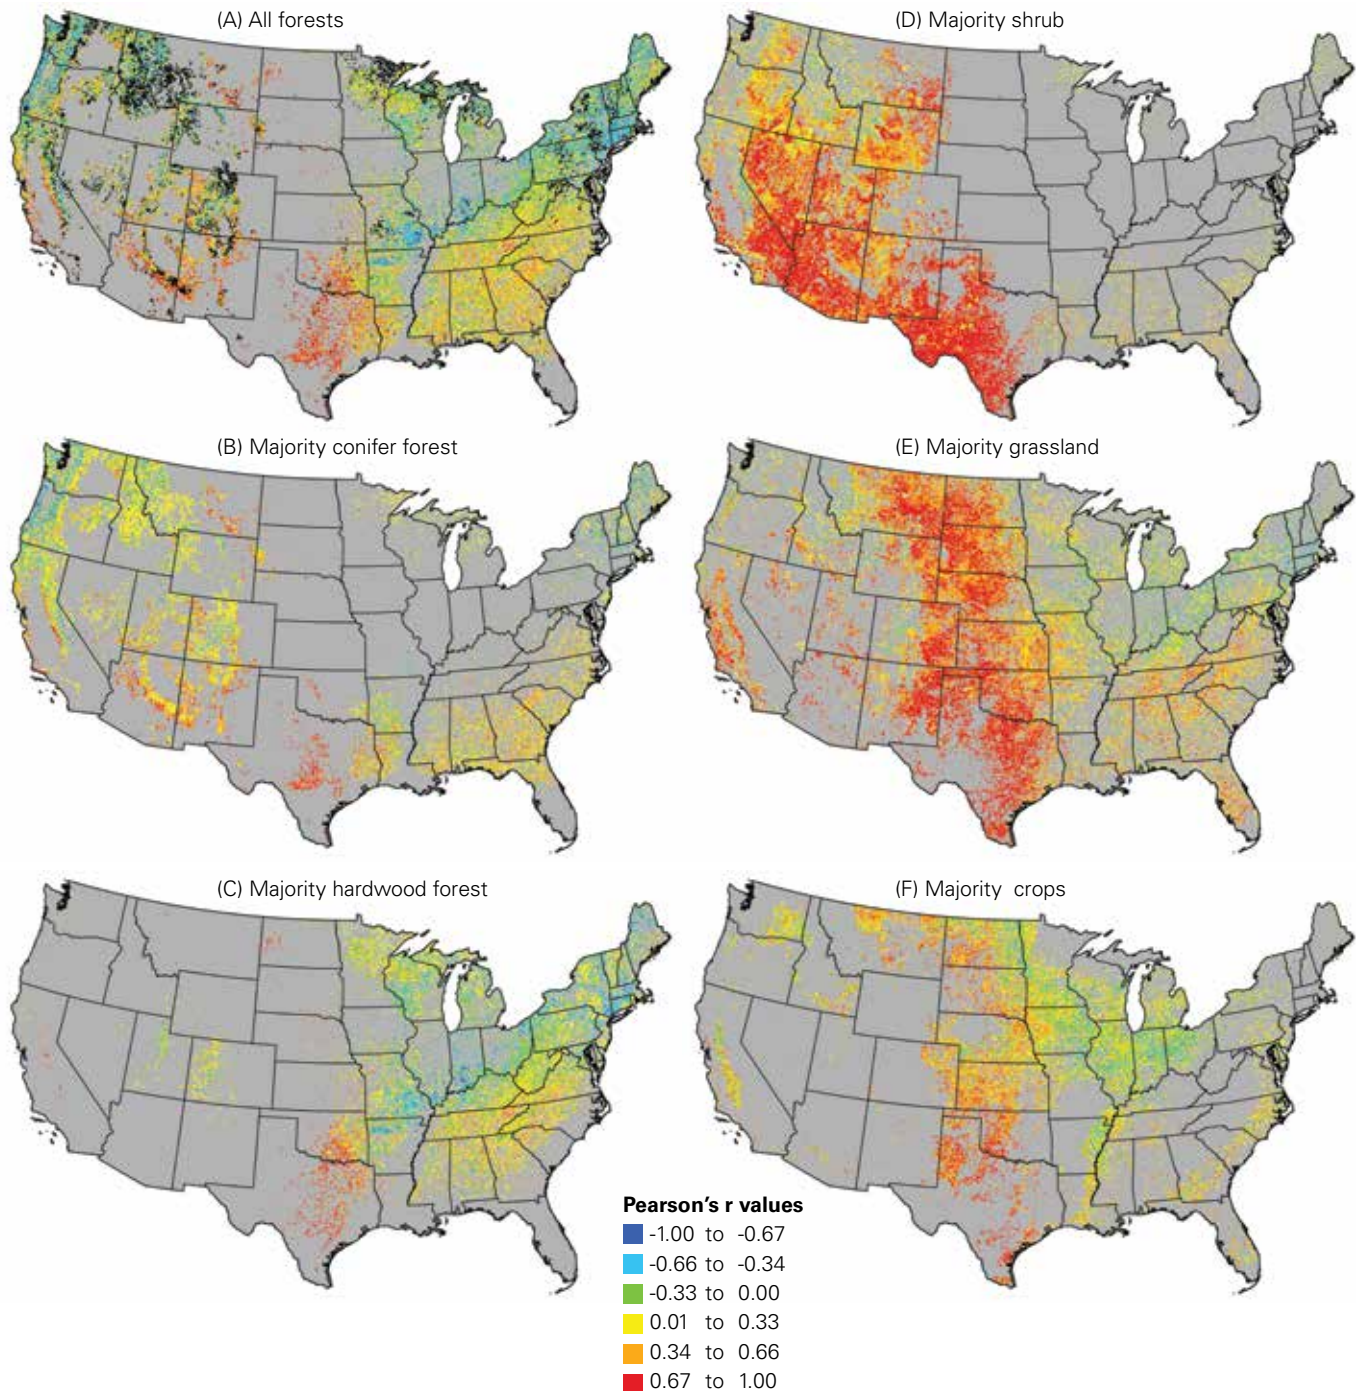 (A) All forests
(D) Majority shrub
(B) Majority conifer forest
(E) Majority grassland
(C) Majority hardwood forest
(F) Majority crops
Pearson's r values
-1.00 to -0.67
-0.66 to -0.34
-0.33 to 0.00
0.01 to 0.33
0.34 to 0.66
0.67 to 1.00